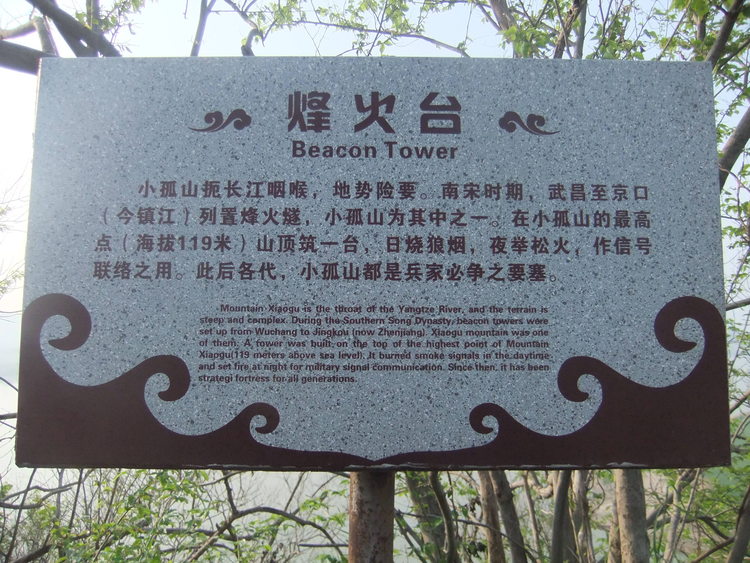 烽火台
Beacon Tower
小孤山扼长江咽喉，地势险要。南宋时期，武昌至京口
（今镇江）列置烽火燧，小孤山为其中之一。在小孤山的最高
点（海拔119米）山顶筑一台，日烧狼烟，夜举松火，作信号
联络之用。此后各代，小孤山都是兵家必争之要塞。
Mountain Xiaogu is the throat of the Yangtze River, and the terrain is
steep and complex. During the Southern Song Dynasty, beacon towers were
set up from Wuchang to Jingkou (now Zhenjiang). Xiaogu mountain was one
of them. A tower was built on the top of the highest point of Mountain
Xiaogu(119 meters above sea level). It burned smoke signals in the daytime
and set fire at night for military signal communication. Since then, it has been
strategi fortress for all generations.